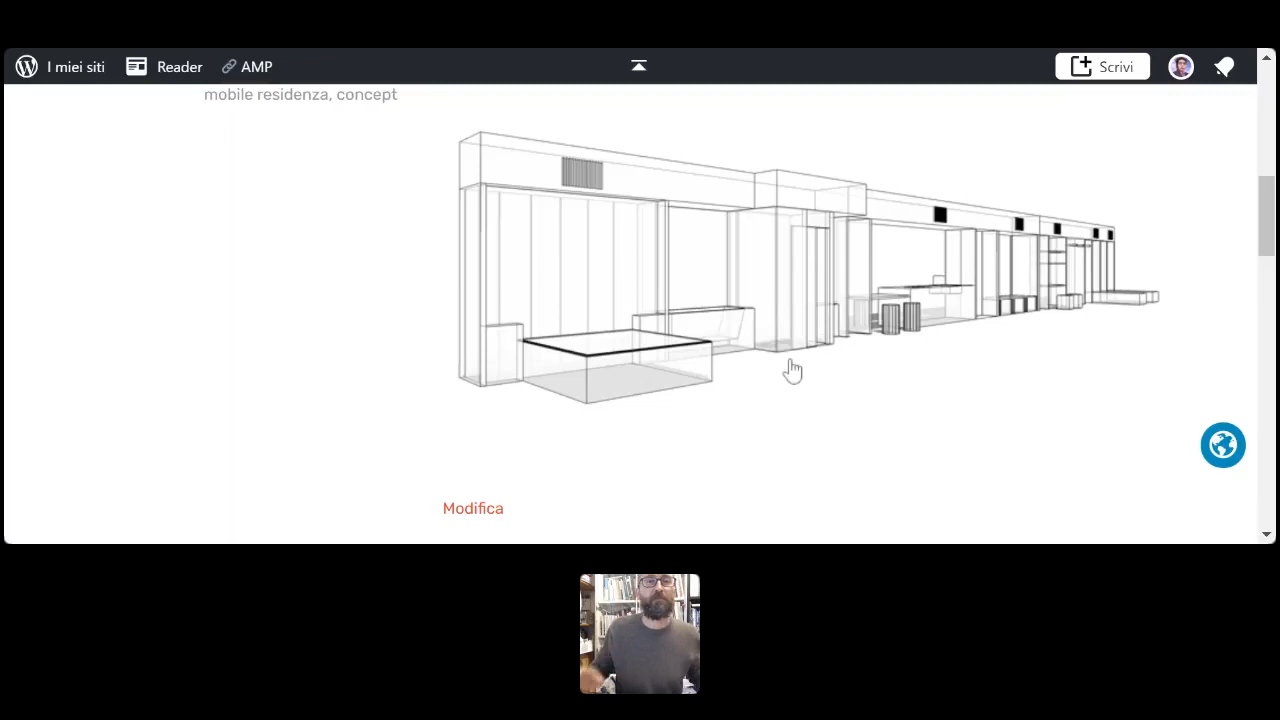 I miei siti
Reader
AMP
Scrivi
mobile residenza, concept
Modifica